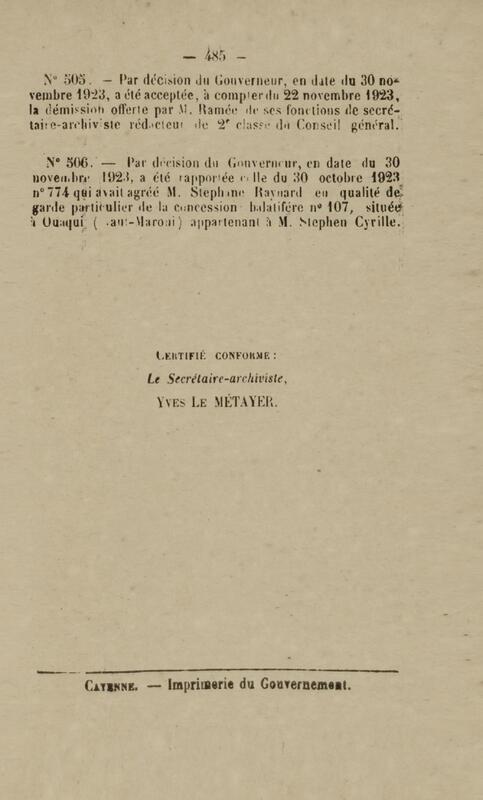 — 485 —
N° 505. — Par décision du Gouverneur, en date du 30 no-
vembre 1923, a été acceptée, à compter du 22 novembre 1923,
la démission offerte par M. Ramée de ses fonctions de secré-
taire-archiviste rédacteur de 2e classe du Conseil général.
N° 506. — Par décision du Gouverneur, en date du 30
novembre 1923, a été rapportée celle du 30 octobre 1923
n° 774 qui avait agréé M. Stephane Raynard en qualité de
garde particulier de la concession balatifère n° 107, située
à Ouaqui ( aut-Maroni) appartenant à M. Stephen Cyrille.
CERTIFIÉ CONFORME :
Le Secrétaire-archiviste,
YVES LE MÉTAYER.
CAYENNE. — Imprimerie du Gouvernement.